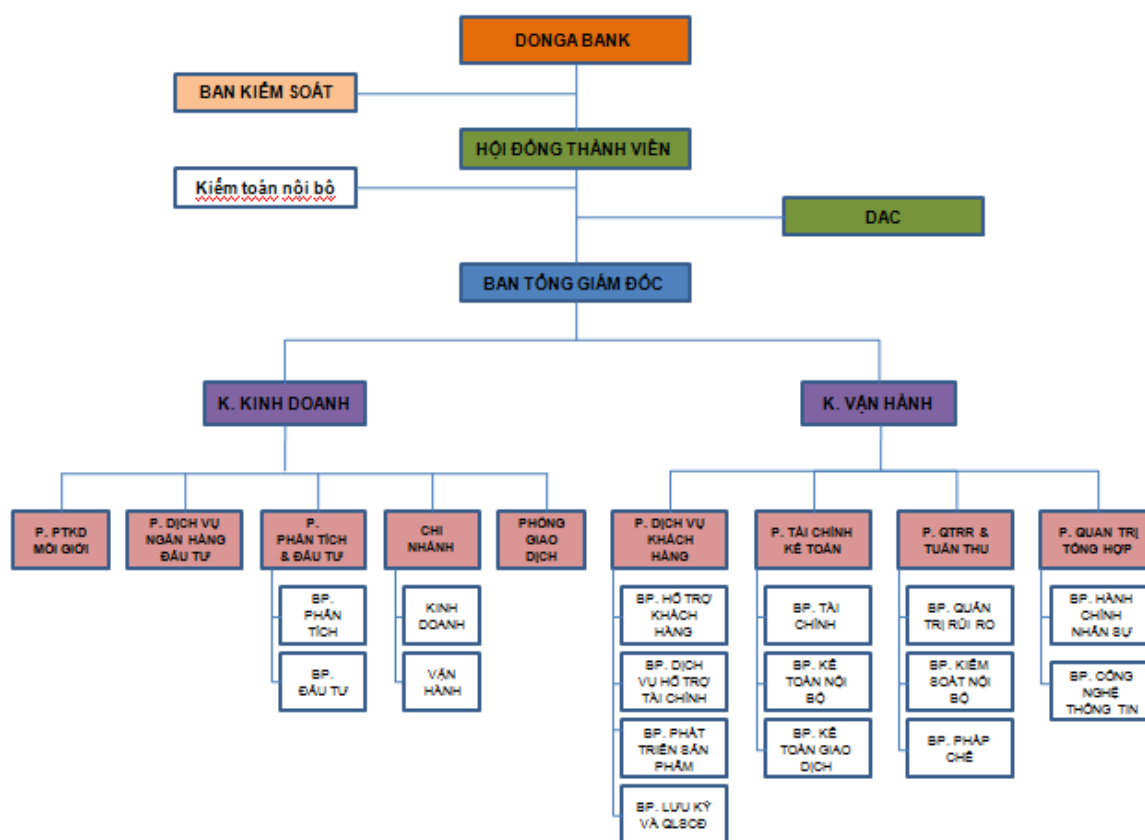 DONGA BANK
BAN KIỂM SOÁT
HỘI ĐỒNG THÀNH VIÊN
Kiểm toán nội bộ
DAC
BAN TỔNG GIÁM ĐỐC
K. KINH DOANH
K. VẬN HÀNH
P. PTKD
MÔI GIỚI
P. DỊCH VỤ
NGÂN HÀNG
ĐẦU TƯ
P.
PHÂN TÍCH
& ĐẦU TƯ
CHI
NHÁNH
PHÒNG
GIAO
DỊCH
P. DỊCH VỤ
KHÁCH
HÀNG
P. TÀI CHÍNH
KẾ TOÁN
P. QTRR &
TUÂN THỦ
P. QUẢN TRỊ
TỔNG HỢP
BP.
PHÂN
TÍCH
BP.
ĐẦU TƯ
KINH
DOANH
VẬN
HÀNH
BP. HỖ TRỢ
KHÁCH
HÀNG
BP. DỊCH
VỤ HỖ TRỢ
TÀI CHÍNH
BP. PHÁT
TRIỂN SẢN
PHẨM
BP. LƯU KÝ
VÀ QLSCĐ
BP. TÀI
CHÍNH
BP. KẾ
TOÁN NỘI
BỘ
BP. KẾ
TOÁN GIAO
DỊCH
BP. QUẢN
TRỊ RỦI RO
BP. KIỂM
SOÁT NỘI
BỘ
BP. PHÁP
CHẾ
BP. HÀNH
CHÍNH
NHÂN SỰ
BP. CÔNG
NGHỆ
THÔNG TIN